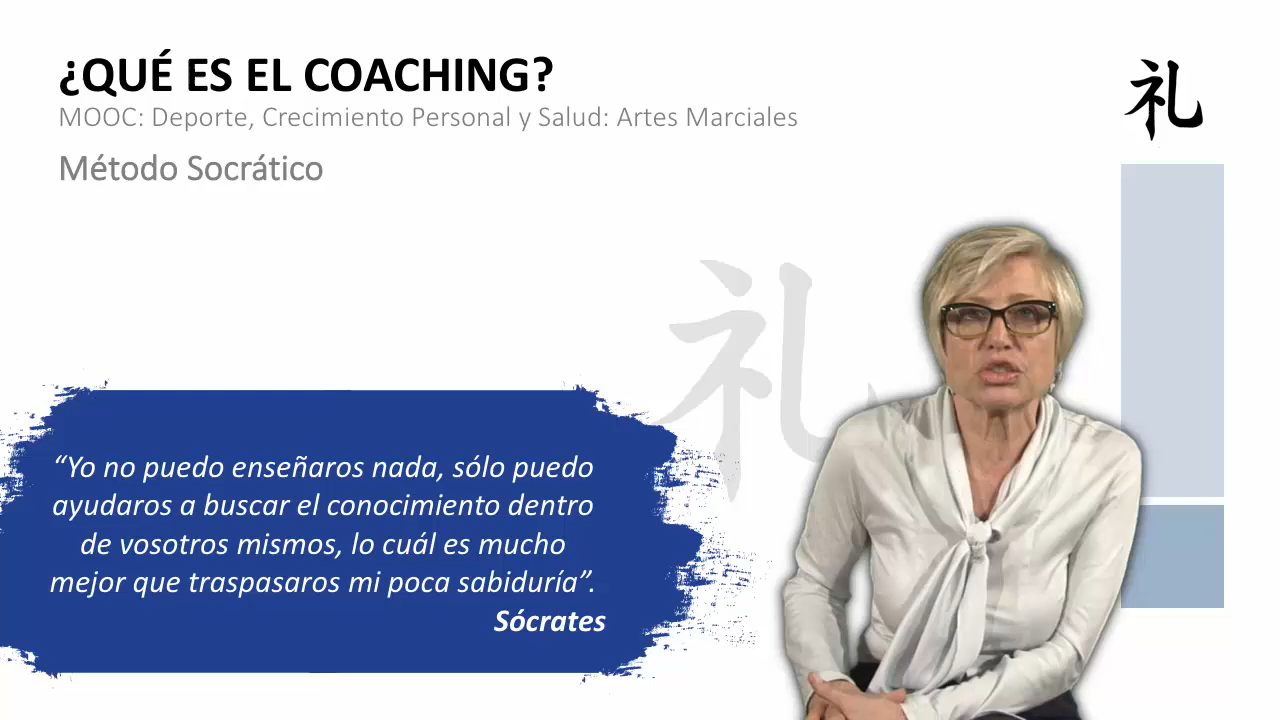 ¿QUÉ ES EL COACHING?
MOOC: Deporte, Crecimiento Personal y Salud: Artes Marciales
Método Socrático
礼
礼
“Yo no puedo enseñaros nada, sólo puedo
ayudaros a buscar el conocimiento dentro
de vosotros mismos, lo cuál es mucho
mejor que traspasaros mi poca sabiduría”.
Sócrates